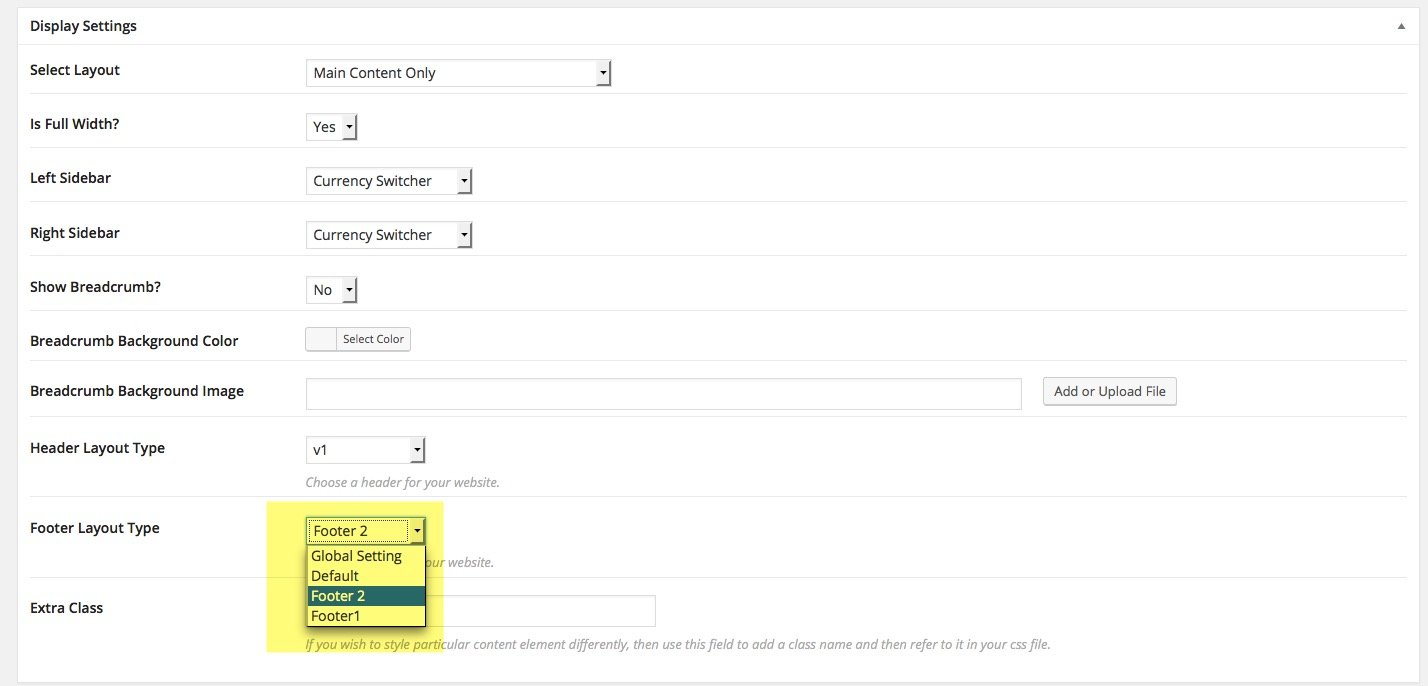 Display Settings
Select Layout Main Content Only
Is Full Width? Yes
Left Sidebar Currency Switcher
Right Sidebar Currency Switcher
Show Breadcrumb? No
Breadcrumb Background Color Select Color
Breadcrumb Background Image Add or Upload File
Header Layout Type v1
Choose a header for your website.
Footer Layout Type Footer 2
Global Setting
our website.
Default
Footer 2
Extra Class
Footer1
If you wish to style particular content element differently, then use this field to add a class name and then refer to it in your css file.